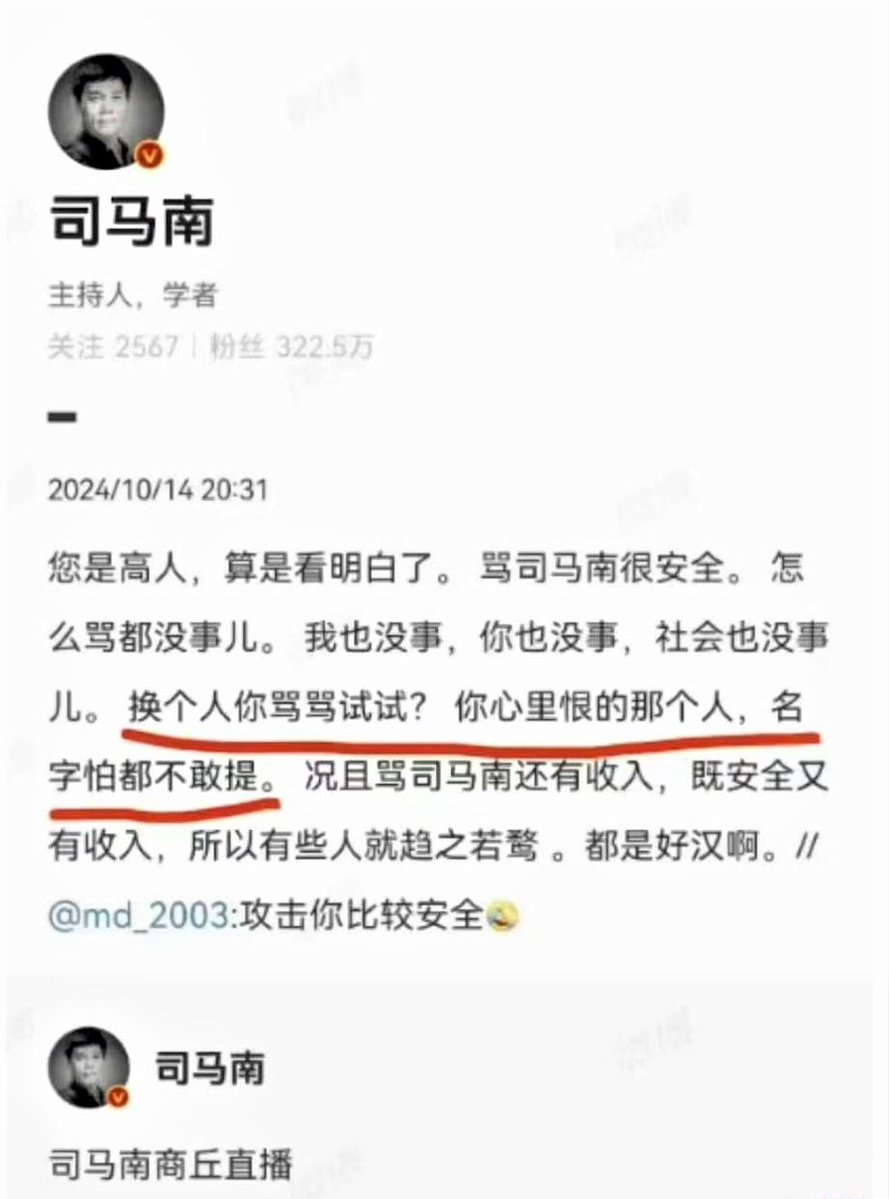 司马南
主持人，学者
关注 2567 | 粉丝 322.5万
2024/10/14 20:31
您是高人，算是看明白了。 骂司马南很安全。 怎
么骂都没事儿。 我也没事，你也没事，社会也没事
儿。 换个人你骂骂试试？ 你心里恨的那个人，名
字怕都不敢提。 况且骂司马南还有收入，既安全又
有收入，所以有些人就趋之若鹜 。都是好汉啊。//
@md_2003:攻击你比较安全
司马南
司马南商丘直播